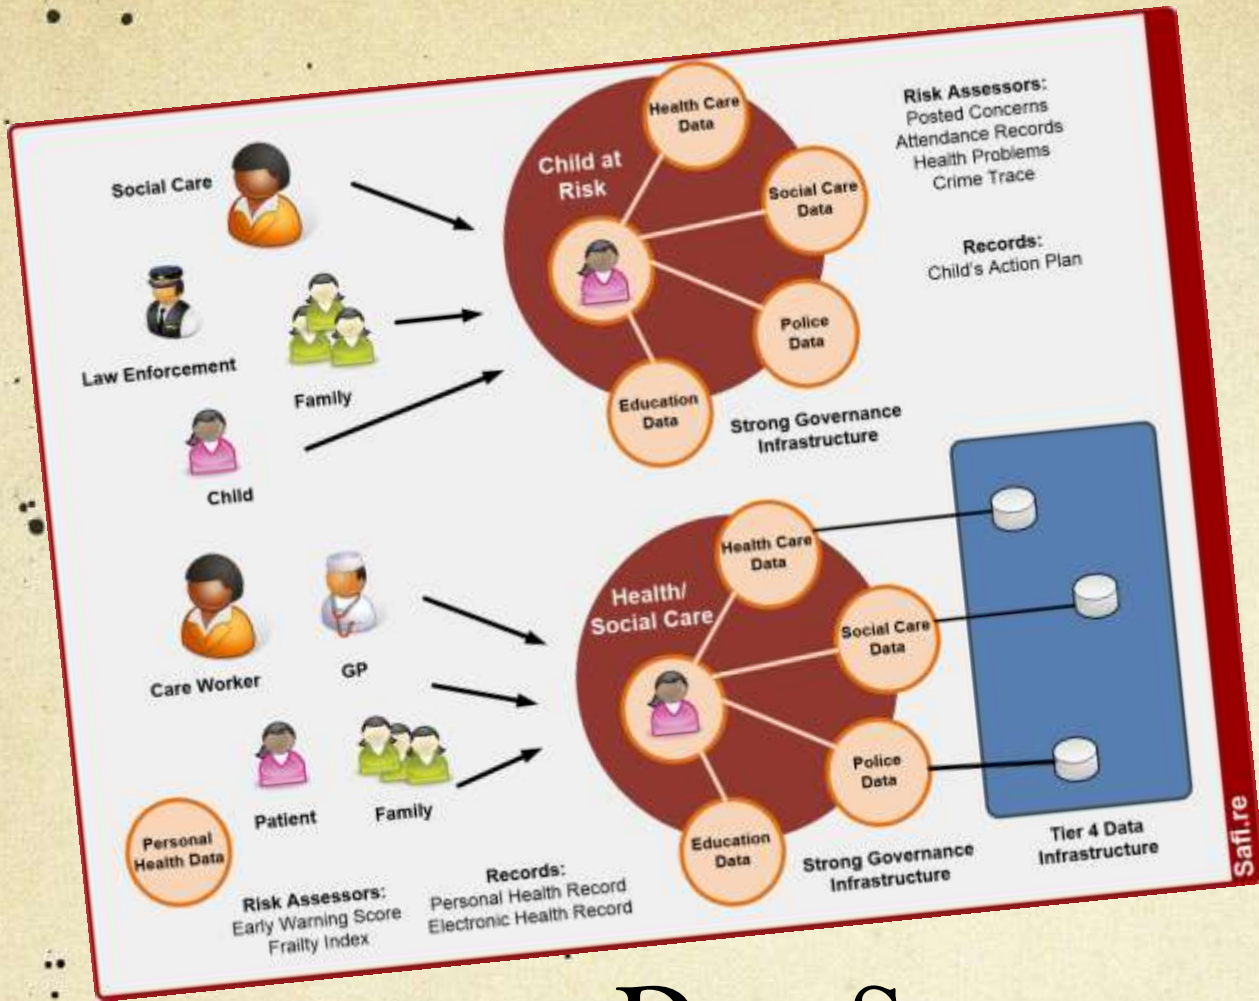 Social Care
Law Enforcement
Family
Child
Child at
Risk
Health Care
Data
Social Care
Data
Police
Data
Education
Data
Strong Governance
Infrastructure
Risk Assessors:
Posted Concerns
Attendance Records
Health Problems
Crime Trace
Records:
Child's Action Plan
Care Worker
GP
Patient
Family
Personal
Health Data
Risk Assessors:
Early Warning Score
Frailty Index
Records:
Personal Health Record
Electronic Health Record
Health/
Social Care
Health Care
Data
Social Care
Data
Police
Data
Education
Data
Strong Governance
Infrastructure
Tier 4 Data
Infrastructure
Safi.re